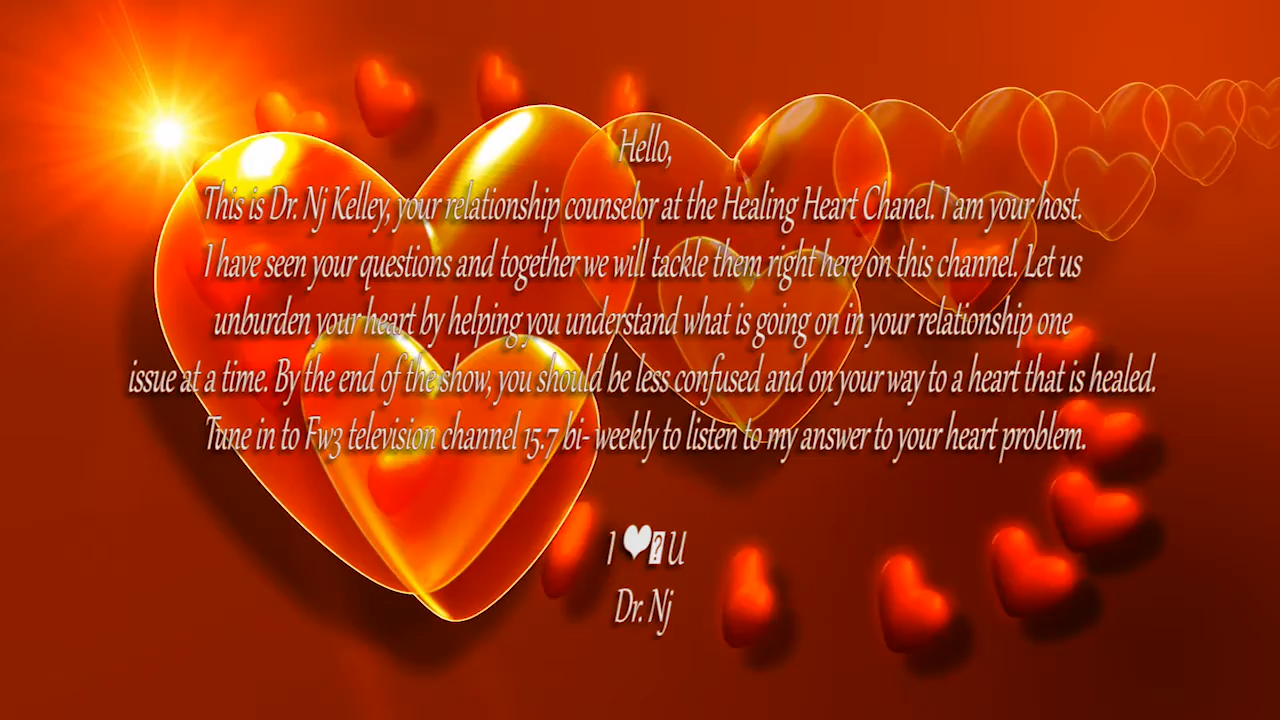 Hello,
This is Dr. Nj Kelley, your relationship counselor at the Healing Heart Chanel. I am your host.
I have seen your questions and together we will tackle them right here on this channel. Let us
unburden your heart by helping you understand what is going on in your relationship one
issue at a time. By the end of the show, you should be less confused and on your way to a heart that is healed.
Tune in to Fw3 television channel 15.7 bi- weekly to listen to my answer to your heart problem.
I ❤� U
Dr. Nj